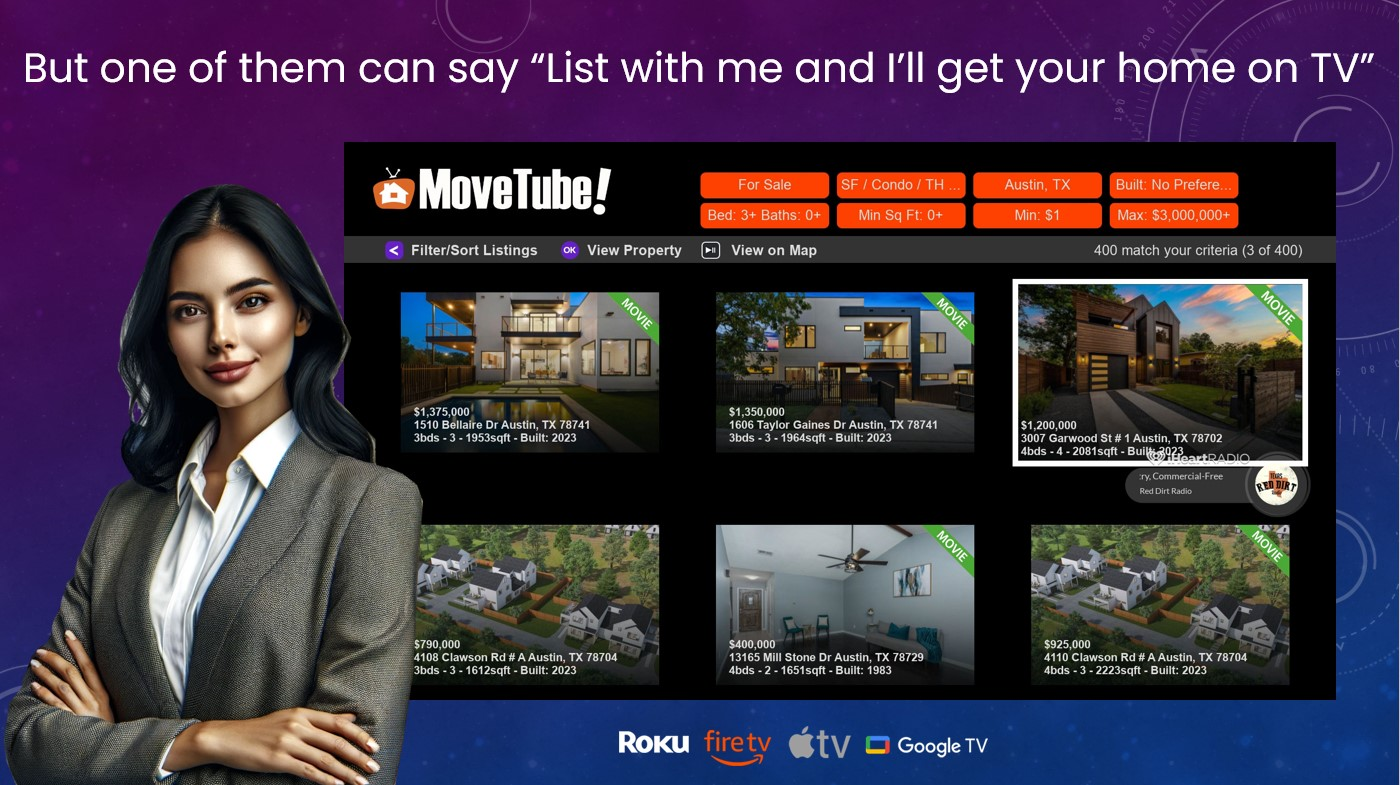 But one of them can say “List with me and I’ll get your home on TV”
MoveTube!
For Sale
SF / Condo / TH ...
Austin, TX
Built: No Prefere...
Bed: 3+ Baths: 0+
Min Sq Ft: 0+
Min: $1
Max: $3,000,000+
< Filter/Sort Listings
OK View Property
View on Map
400 match your criteria (3 of 400)
MOVIE
$1,375,000
1510 Bellaire Dr Austin, TX 78741
3bds - 3 - 1953sqft - Built: 2023
MOVIE
$1,350,000
1606 Taylor Gaines Dr Austin, TX 78741
3bds - 3 - 1964sqft - Built: 2023
MOVIE
$1,200,000
3007 Garwood St # 1 Austin, TX 78702
4bds - 4 - 2081sqft - Built: 2023
iHeartRADIO
:ry, Commercial-Free
Red Dirt Radio
RED DIRT
$790,000
4108 Clawson Rd # A Austin, TX 78704
3bds - 3 - 1612sqft - Built: 2023
MOVIE
$400,000
13165 Mill Stone Dr Austin, TX 78729
4bds - 2 - 1651sqft - Built: 1983
MOVIE
$925,000
4110 Clawson Rd # A Austin, TX 78704
4bds - 3 - 2223sqft - Built: 2023
Roku
fire tv
tv
Google TV